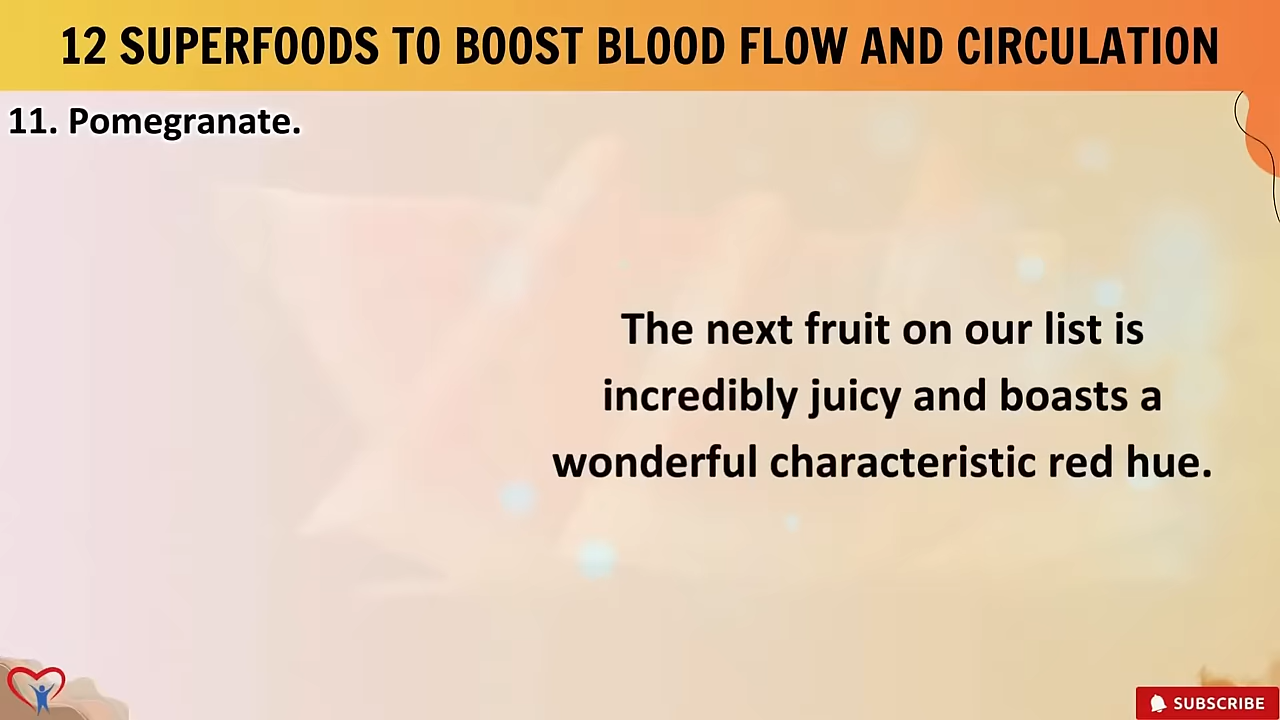 12 SUPERFOODS TO BOOST BLOOD FLOW AND CIRCULATION
11. Pomegranate.
The next fruit on our list is
incredibly juicy and boasts a
wonderful characteristic red hue.
SUBSCRIBE